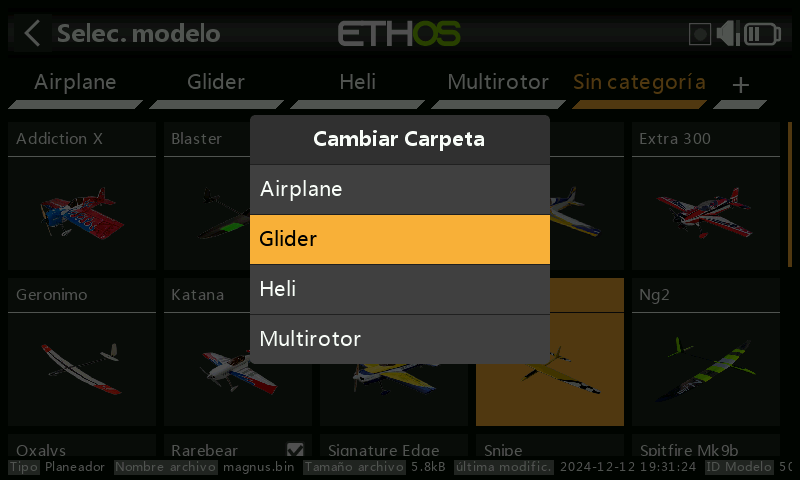 Selec. modelo
ETHOS
Airplane Glider Heli Multirotor Sin categoría +
Addiction X Blaster Extra 300
Cambiar Carpeta
Airplane
Glider
Heli
Multirotor
Geronimo Katana Ng2
Oxalys Rarebear Signature Edge Snipe Spitfire Mk9b
Tipo Planeador Nombre archivo magnus.bin Tamaño archivo 5.8kB última modific. 2024-12-12 19:31:24 ID Modelo